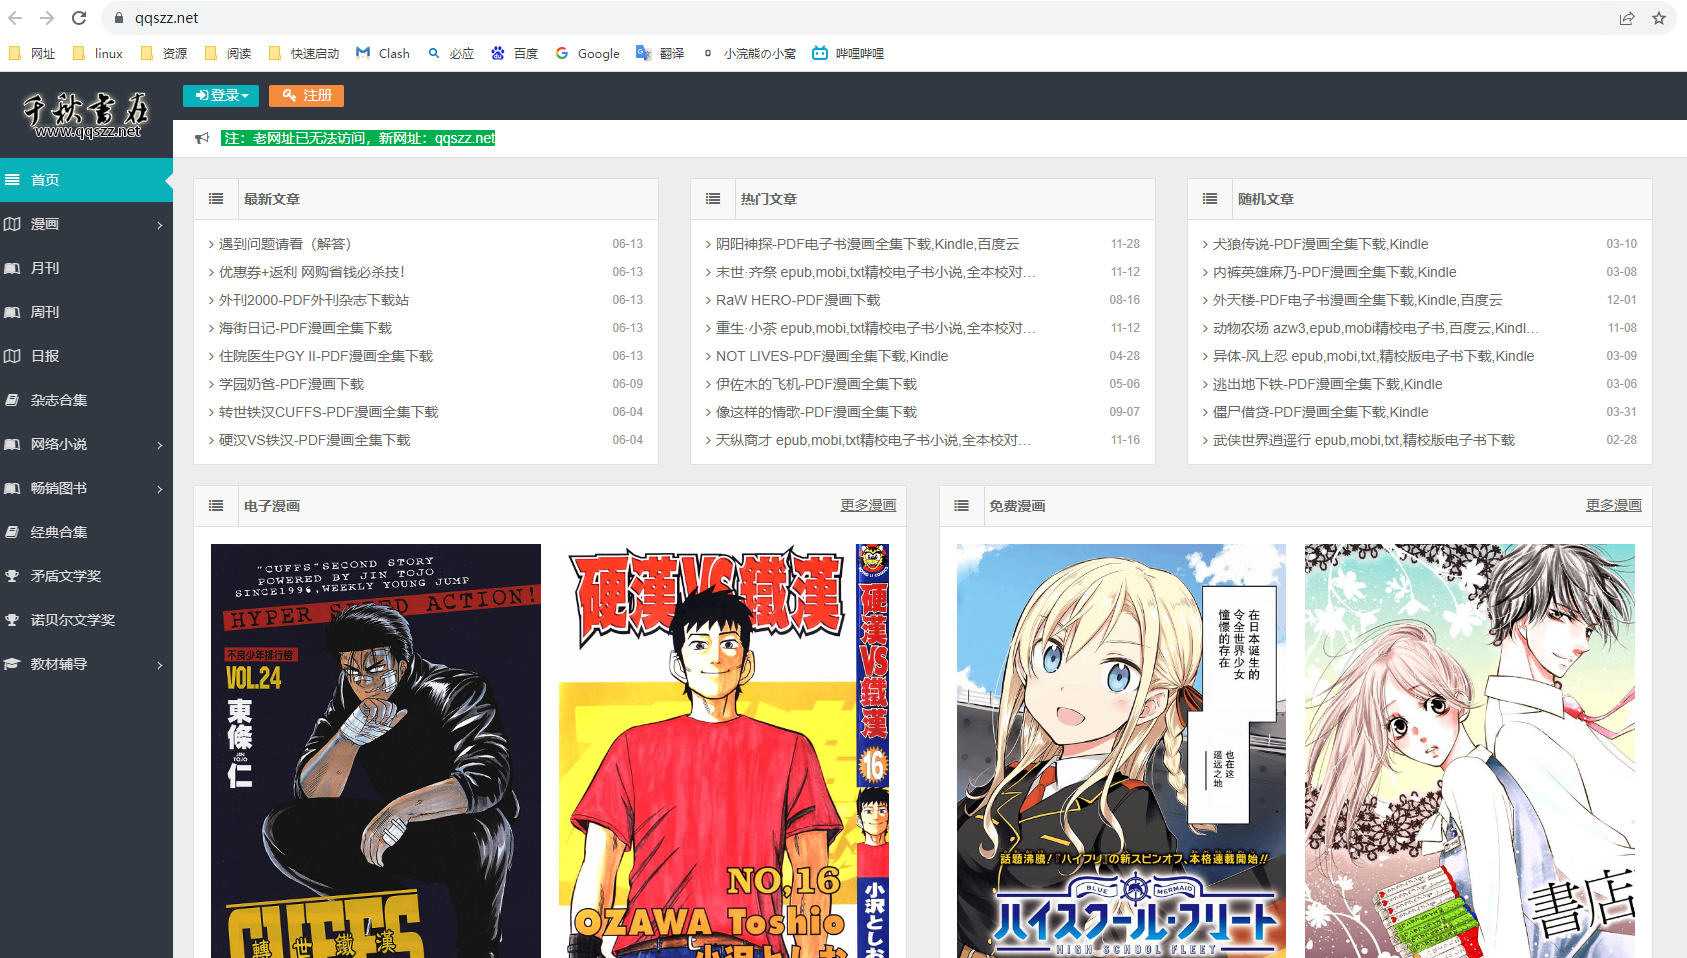 qqszz.net
网址
linux
资源
阅读
快速启动
Clash
必应
百度
Google
翻译
小浣熊の小窝
哔哩哔哩
千秋書在
www.qqszz.net
登录
注册
注：老网址已无法访问，新网址：qqszz.net
首页
漫画
月刊
周刊
日报
杂志合集
网络小说
畅销图书
经典合集
矛盾文学奖
诺贝尔文学奖
教材辅导
最新文章
遇到问题请看（解答） 06-13
优惠券+返利 网购省钱必杀技！ 06-13
外刊2000-PDF外刊杂志下载站 06-13
海街日记-PDF漫画全集下载 06-13
住院医生PGY II-PDF漫画全集下载 06-13
学园奶爸-PDF漫画下载 06-09
转世铁汉CUFFS-PDF漫画全集下载 06-04
硬汉VS铁汉-PDF漫画全集下载 06-04
热门文章
阴阳神探-PDF电子书漫画全集下载,Kindle,百度云 11-28
末世·齐祭 epub,mobi,txt精校电子书小说,全本校对... 11-12
RaW HERO-PDF漫画下载 08-16
重生·小茶 epub,mobi,txt精校电子书小说,全本校对... 11-12
NOT LIVES-PDF漫画全集下载,Kindle 04-28
伊佐木的飞机-PDF漫画全集下载 05-06
像这样的情歌-PDF漫画全集下载 09-07
天纵商才 epub,mobi,txt精校电子书小说,全本校对... 11-16
随机文章
犬狼传说-PDF漫画全集下载,Kindle 03-10
内裤英雄麻乃-PDF漫画全集下载,Kindle 03-08
外天楼-PDF电子书漫画全集下载,Kindle,百度云 12-01
动物农场 azw3,epub,mobi精校电子书,百度云,Kindl... 11-08
异体-风上忍 epub,mobi,txt,精校版电子书下载,Kindle 03-09
逃出地下铁-PDF漫画全集下载,Kindle 03-06
僵尸借贷-PDF漫画全集下载,Kindle 03-31
武侠世界逍遥行 epub,mobi,txt,精校版电子书下载 02-28
电子漫画
更多漫画
"CUFFS"SECOND STORY
POWERED BY JIN TOJO
SINCE1996,WEEKLY YOUNG JUMP
HYPER SPEED ACTION!
不良少年排行榜
VOL.24
東條仁
JIN TOJO
CUFFS
轉世鐵漢
硬漢VS鐵漢
硬漢VS鐵漢
16
小沢としお
NO,16
OZAWA Toshio
小沢としお
免费漫画
更多漫画
在日本诞生的
令全世界少女
憧憬的存在
也在这
遥远之地
話題沸騰!『ハイフリ』の新スピンオフ、本格連載開始!!
BLUE MERMAID
ハイスクール・フリート
HIGH SCHOOL FLEET
書店